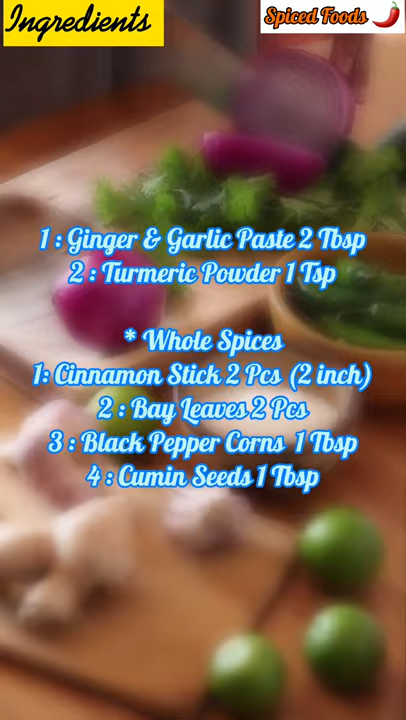 Ingredients
Spiced Foods
1 : Ginger & Garlic Paste 2 Tbsp
2 : Turmeric Powder 1 Tsp
* Whole Spices
1: Cinnamon Stick 2 Pcs (2 inch)
2 : Bay Leaves 2 Pcs
3 : Black Pepper Corns 1 Tbsp
4 : Cumin Seeds 1 Tbsp